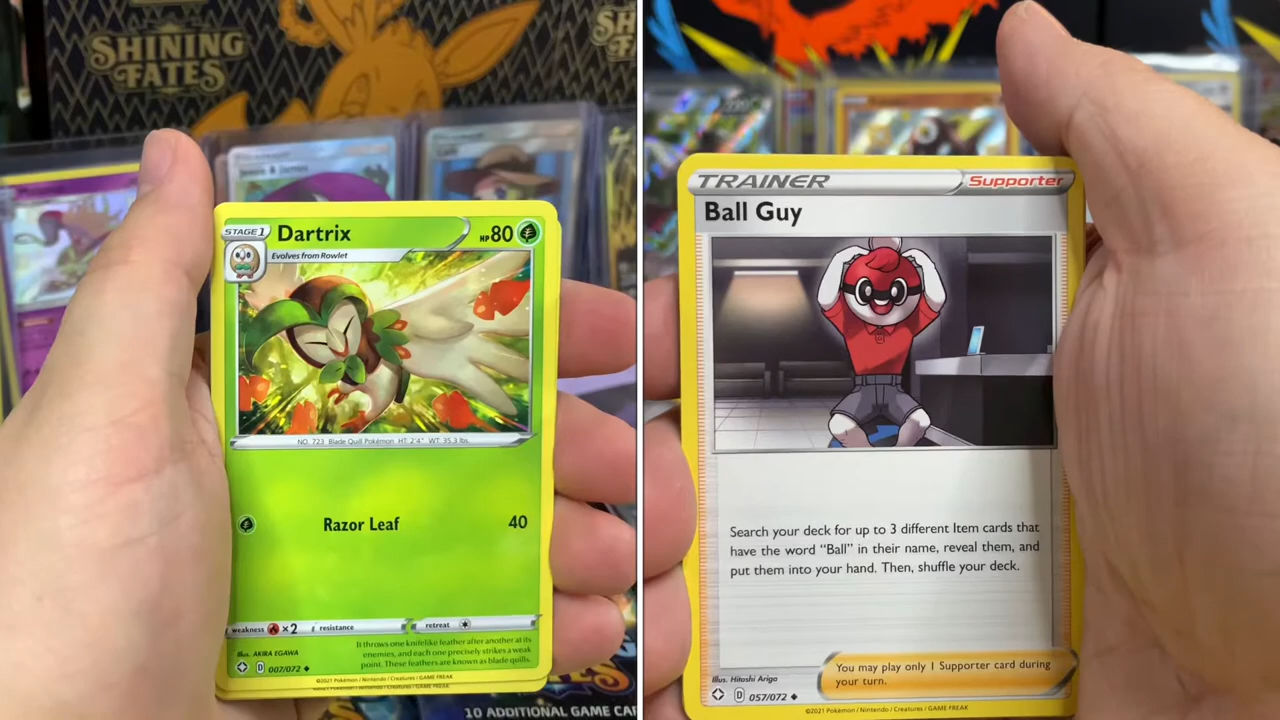 SHINING
FATES
STAGE 1
Dartrix
HP 80
Evolves from Rowlet
NO. 723 Blade Quill Pokémon HT: 2'4" WT: 35.3 lbs.
Razor Leaf 40
weakness ×2 resistance retreat
It throws one knifelike feather after another at its
enemies, and each one precisely strikes a weak
point. These feathers are known as blade quills.
Illus. AKIRA EGAWA
D 007/072
©2021 Pokémon / Nintendo / Creatures / GAME FREAK
10 ADDITIONAL GAME CAR
TRAINER Supporter
Ball Guy
Search your deck for up to 3 different Item cards that
have the word “Ball” in their name, reveal them, and
put them into your hand. Then, shuffle your deck.
You may play only 1 Supporter card during
your turn.
Illus. Hitoshi Ariga
D 057/072
©2021 Pokémon / Nintendo / Creatures / GAME FREAK